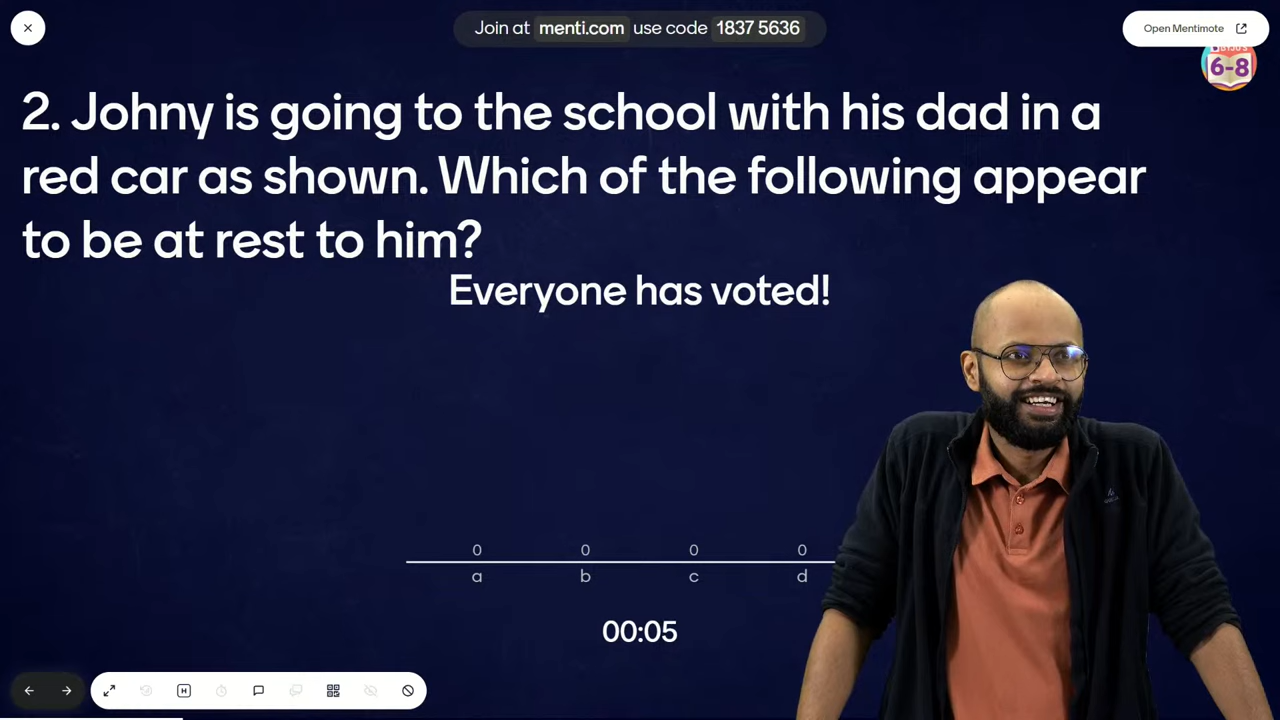 Join at menti.com use code 1837 5636
Open Mentimote
BYJU'S
6-8
2. Johny is going to the school with his dad in a
red car as shown. Which of the following appear
to be at rest to him?
Everyone has voted!
0 0 0 0
a b c d
00:05
H